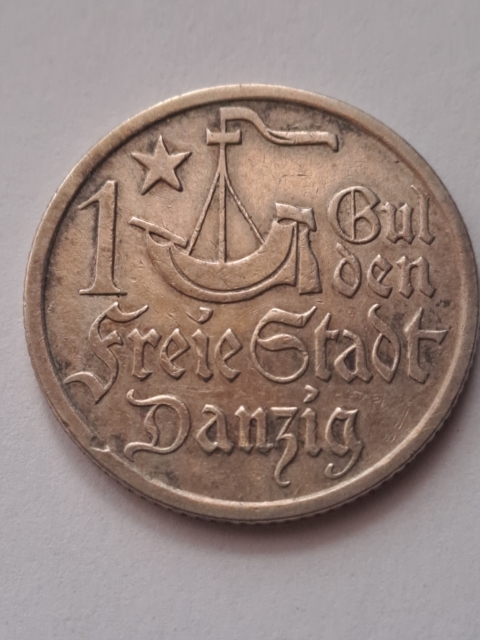 1 Gul
den
Freie Stadt
Danzig